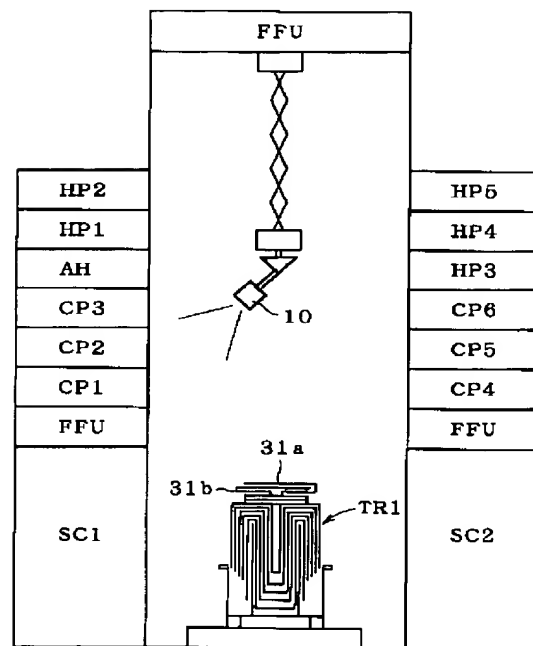 FFU
HP2
HP1
AH
CP3
CP2
CP1
FFU
SC1
10
31a
31b
TR1
HP5
HP4
HP3
CP6
CP5
CP4
FFU
SC2